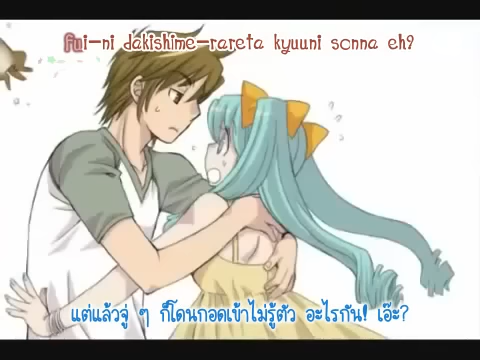 fui-ni dakishime-rareta kyuuni sonna eh?
แต่แล้วจู่ ๆ ก็โดนกอดเข้าไม่รู้ตัว อะไรกัน! เอ๊ะ?